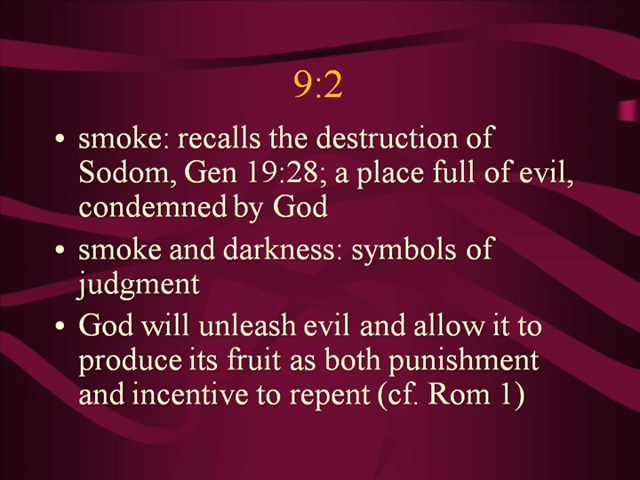 9:2
• smoke: recalls the destruction of
Sodom, Gen 19:28; a place full of evil,
condemned by God
• smoke and darkness: symbols of
judgment
• God will unleash evil and allow it to
produce its fruit as both punishment
and incentive to repent (cf. Rom 1)